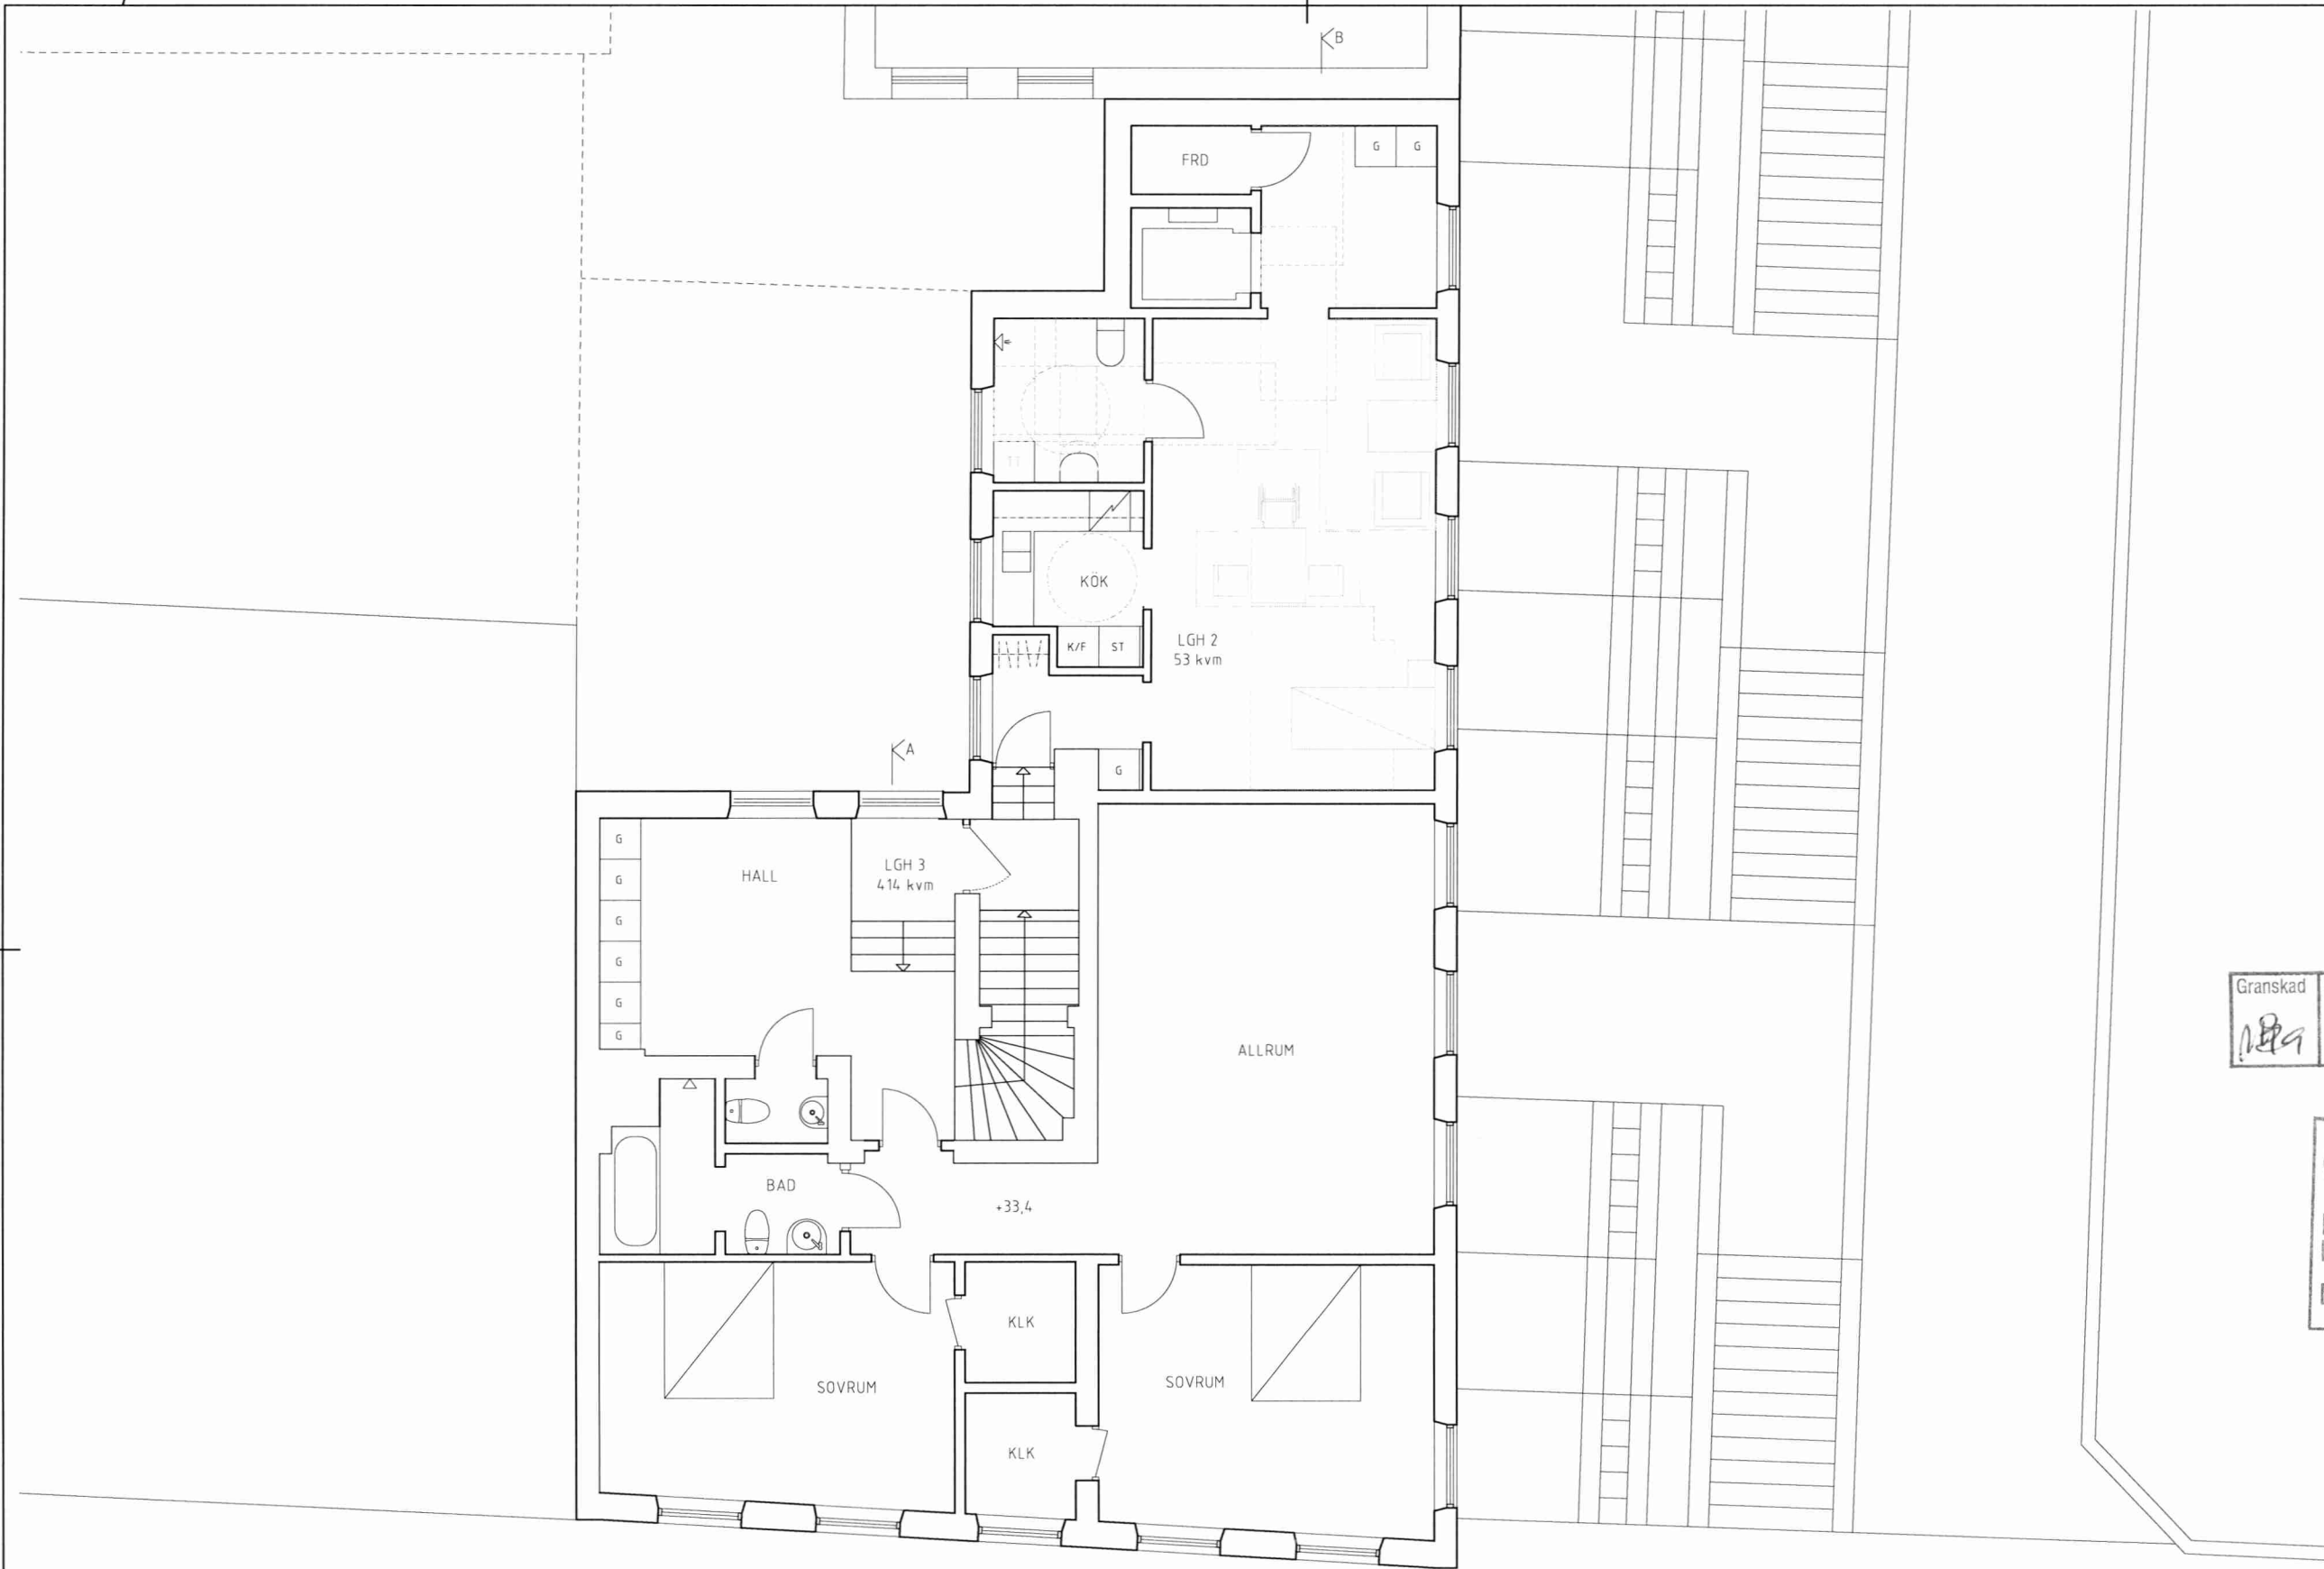 B
FRD
G
G
KÖK
K/F
ST
LGH 2
53 kvm
A
G
G
G
G
G
G
G
HALL
LGH 3
414 kvm
ALLRUM
Granskad
BAD
+33,4
KLK
SOVRUM
SOVRUM
KLK